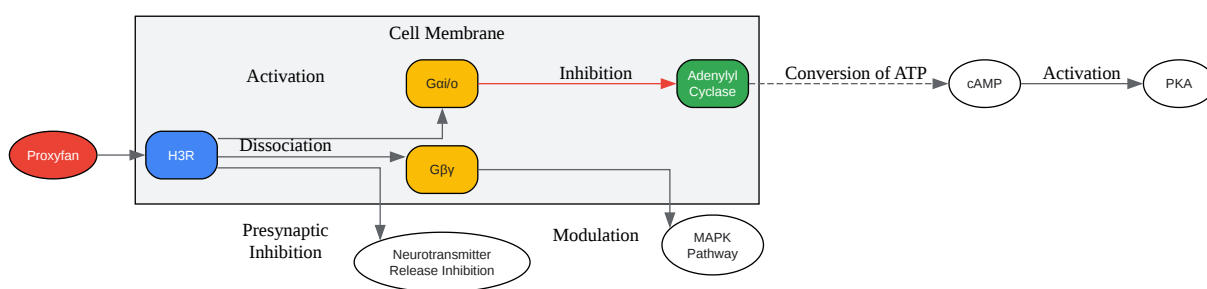 Cell Membrane
Activation
Gαi/o
Inhibition
Adenylyl
Cyclase
Conversion of ATP
cAMP
Activation
PKA
Proxyfan
H3R
Dissociation
Gβγ
Presynaptic
Inhibition
Neurotransmitter
Release Inhibition
Modulation
MAPK
Pathway